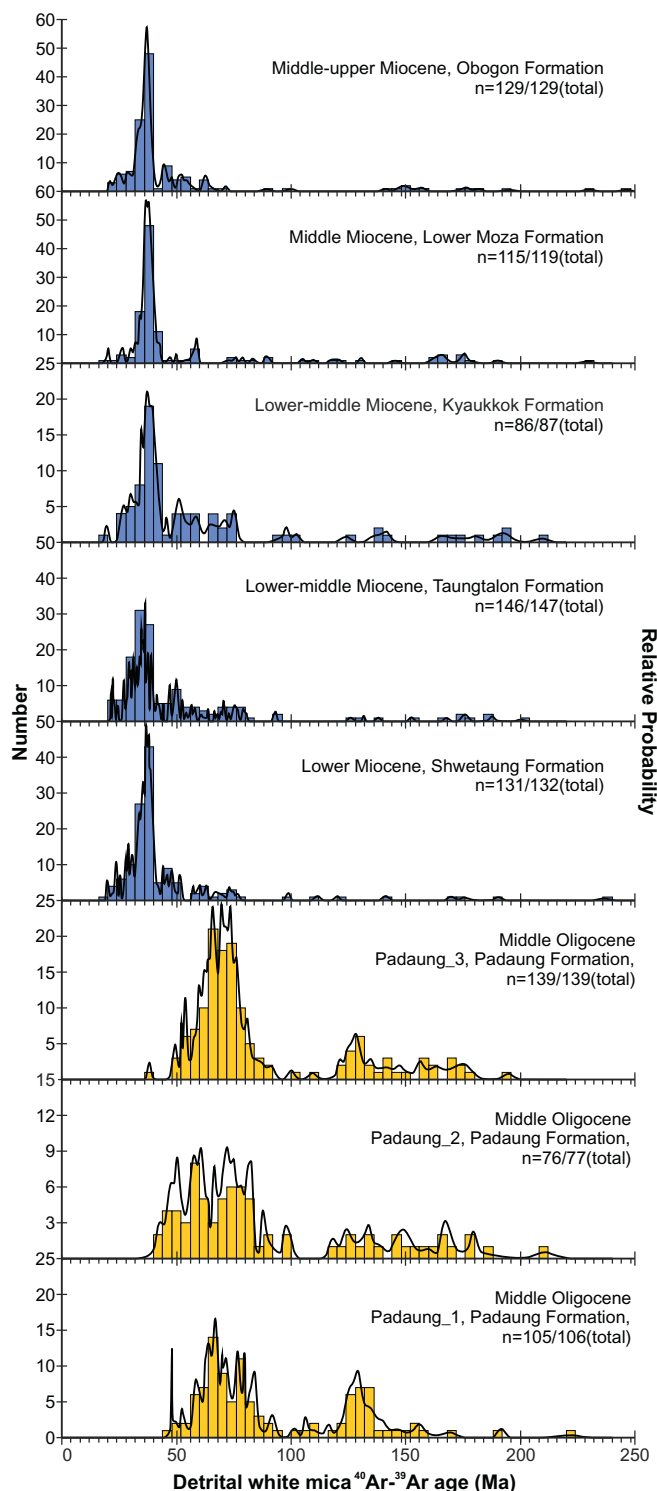 60
50
40
30
20
10
Middle-upper Miocene, Obogon Formation
n=129/129(total)
60
50
40
30
20
10
Middle Miocene, Lower Moza Formation
n=115/119(total)
25
20
15
10
5
Lower-middle Miocene, Kyaukkok Formation
n=86/87(total)
50
40
30
20
10
Lower-middle Miocene, Taungtalon Formation
n=146/147(total)
50
40
30
20
10
Lower Miocene, Shwetaung Formation
n=131/132(total)
25
20
15
10
5
Middle Oligocene
Padaung_3, Padaung Formation,
n=139/139(total)
15
12
9
6
3
Middle Oligocene
Padaung_2, Padaung Formation,
n=76/77(total)
25
20
15
10
5
0
Middle Oligocene
Padaung_1, Padaung Formation,
n=105/106(total)
Number
Relative Probability
0 50 100 150 200 250
Detrital white mica ⁴⁰Ar-³⁹Ar age (Ma)